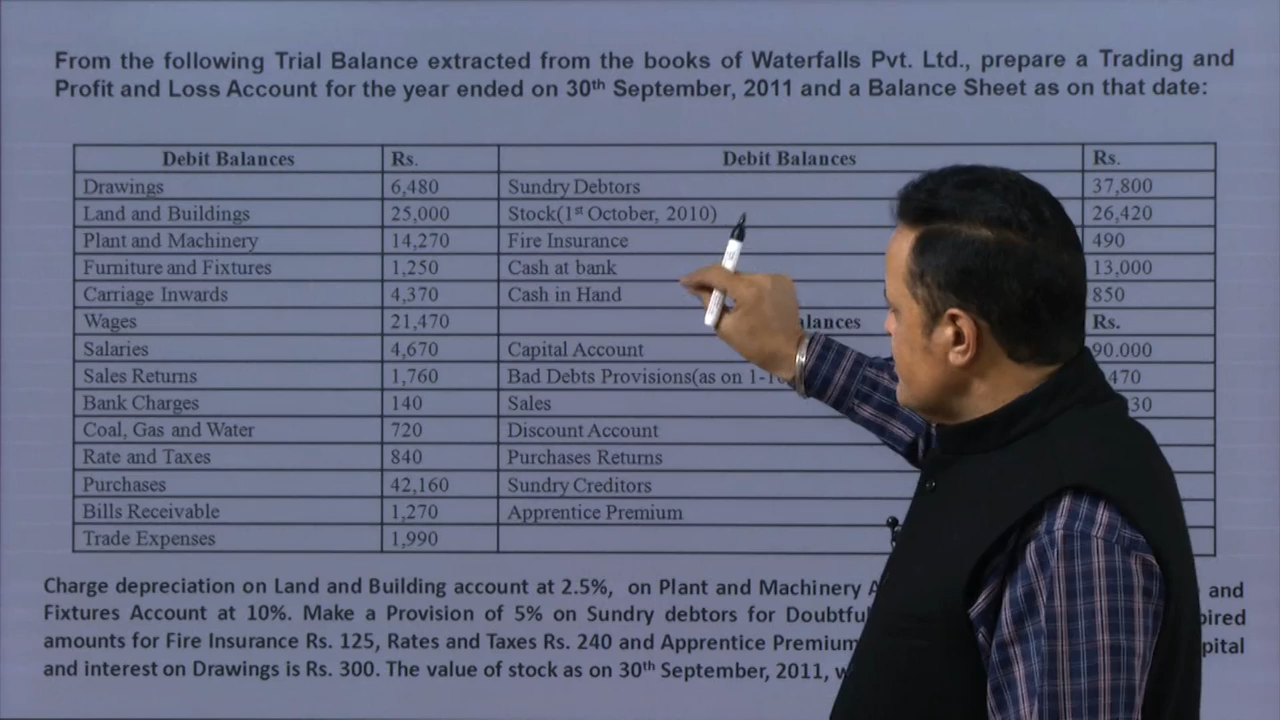 From the following Trial Balance extracted from the books of Waterfalls Pvt. Ltd., prepare a Trading and
Profit and Loss Account for the year ended on 30th September, 2011 and a Balance Sheet as on that date:
Debit Balances Rs. Debit Balances Rs.
Drawings 6,480 Sundry Debtors 37,800
Land and Buildings 25,000 Stock(1st October, 2010) 26,420
Plant and Machinery 14,270 Fire Insurance 490
Furniture and Fixtures 1,250 Cash at bank 13,000
Carriage Inwards 4,370 Cash in Hand 850
Wages 21,470 Rs.
Salaries 4,670 Capital Account 90.000
Sales Returns 1,760 Bad Debts Provisions(as on
Bank Charges 140 Sales
Coal, Gas and Water 720 Discount Account
Rate and Taxes 840 Purchases Returns
Purchases 42,160 Sundry Creditors
Bills Receivable 1,270 Apprentice Premium
Trade Expenses 1,990
Charge depreciation on Land and Building account at 2.5%, on Plant and Machinery and
Fixtures Account at 10%. Make a Provision of 5% on Sundry debtors for
amounts for Fire Insurance Rs. 125, Rates and Taxes Rs. 240 and Apprentice Premium
and interest on Drawings is Rs. 300. The value of stock as on 30th September, 2011,